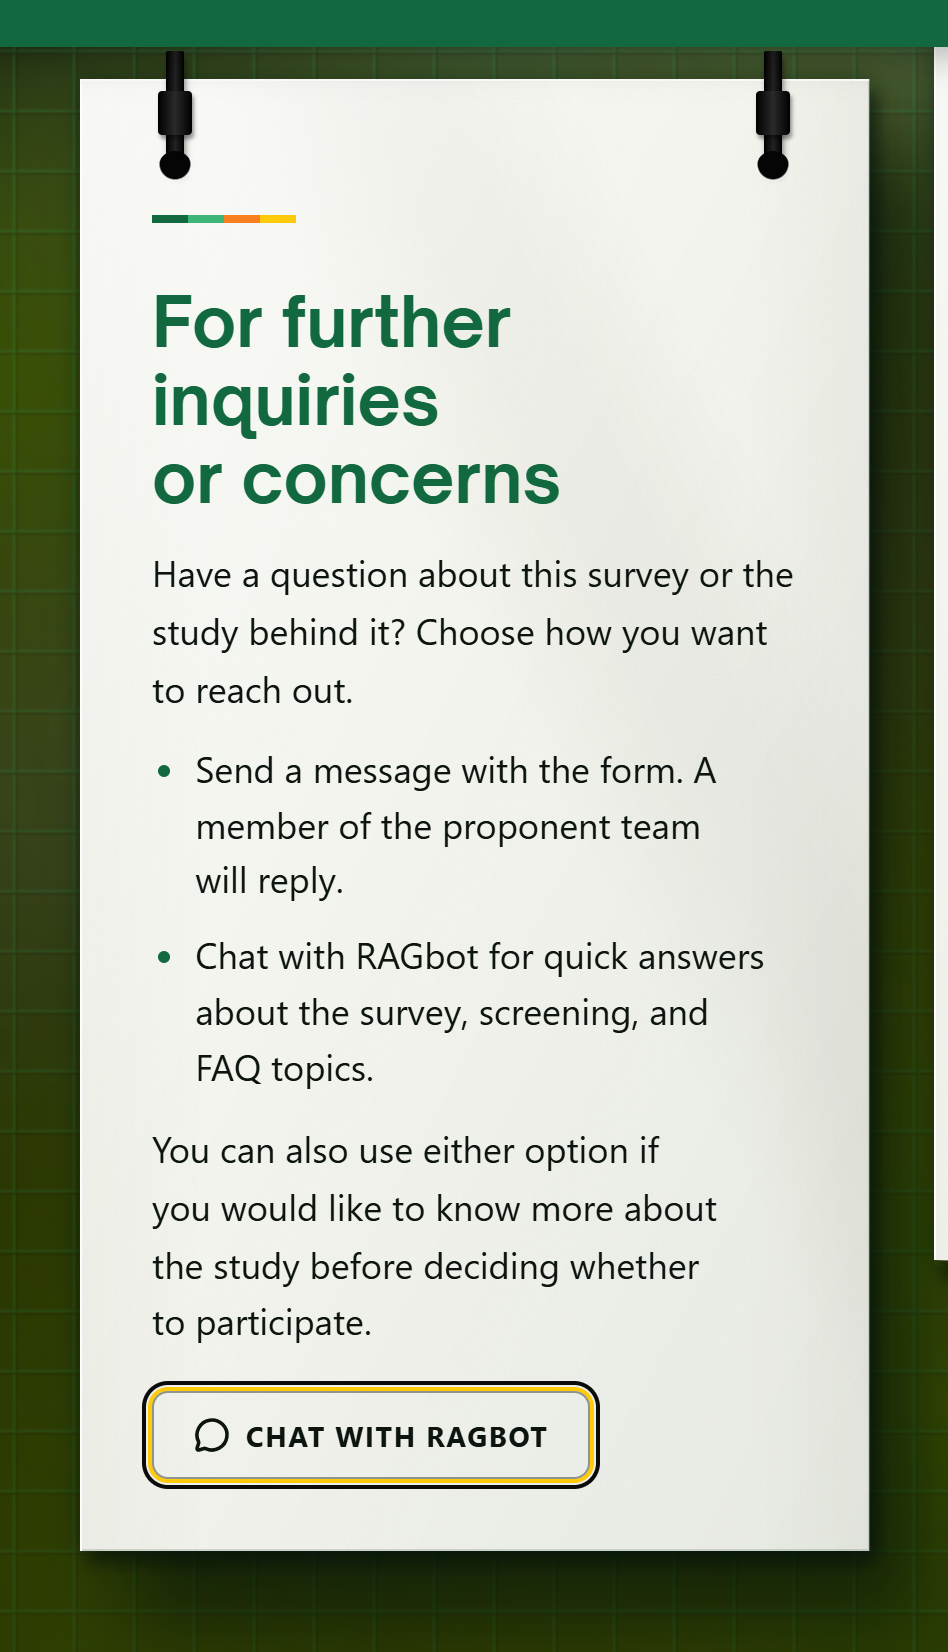 For further
inquiries
or concerns
Have a question about this survey or the
study behind it? Choose how you want
to reach out.
• Send a message with the form. A
member of the proponent team
will reply.
• Chat with RAGbot for quick answers
about the survey, screening, and
FAQ topics.
You can also use either option if
you would like to know more about
the study before deciding whether
to participate.
CHAT WITH RAGBOT